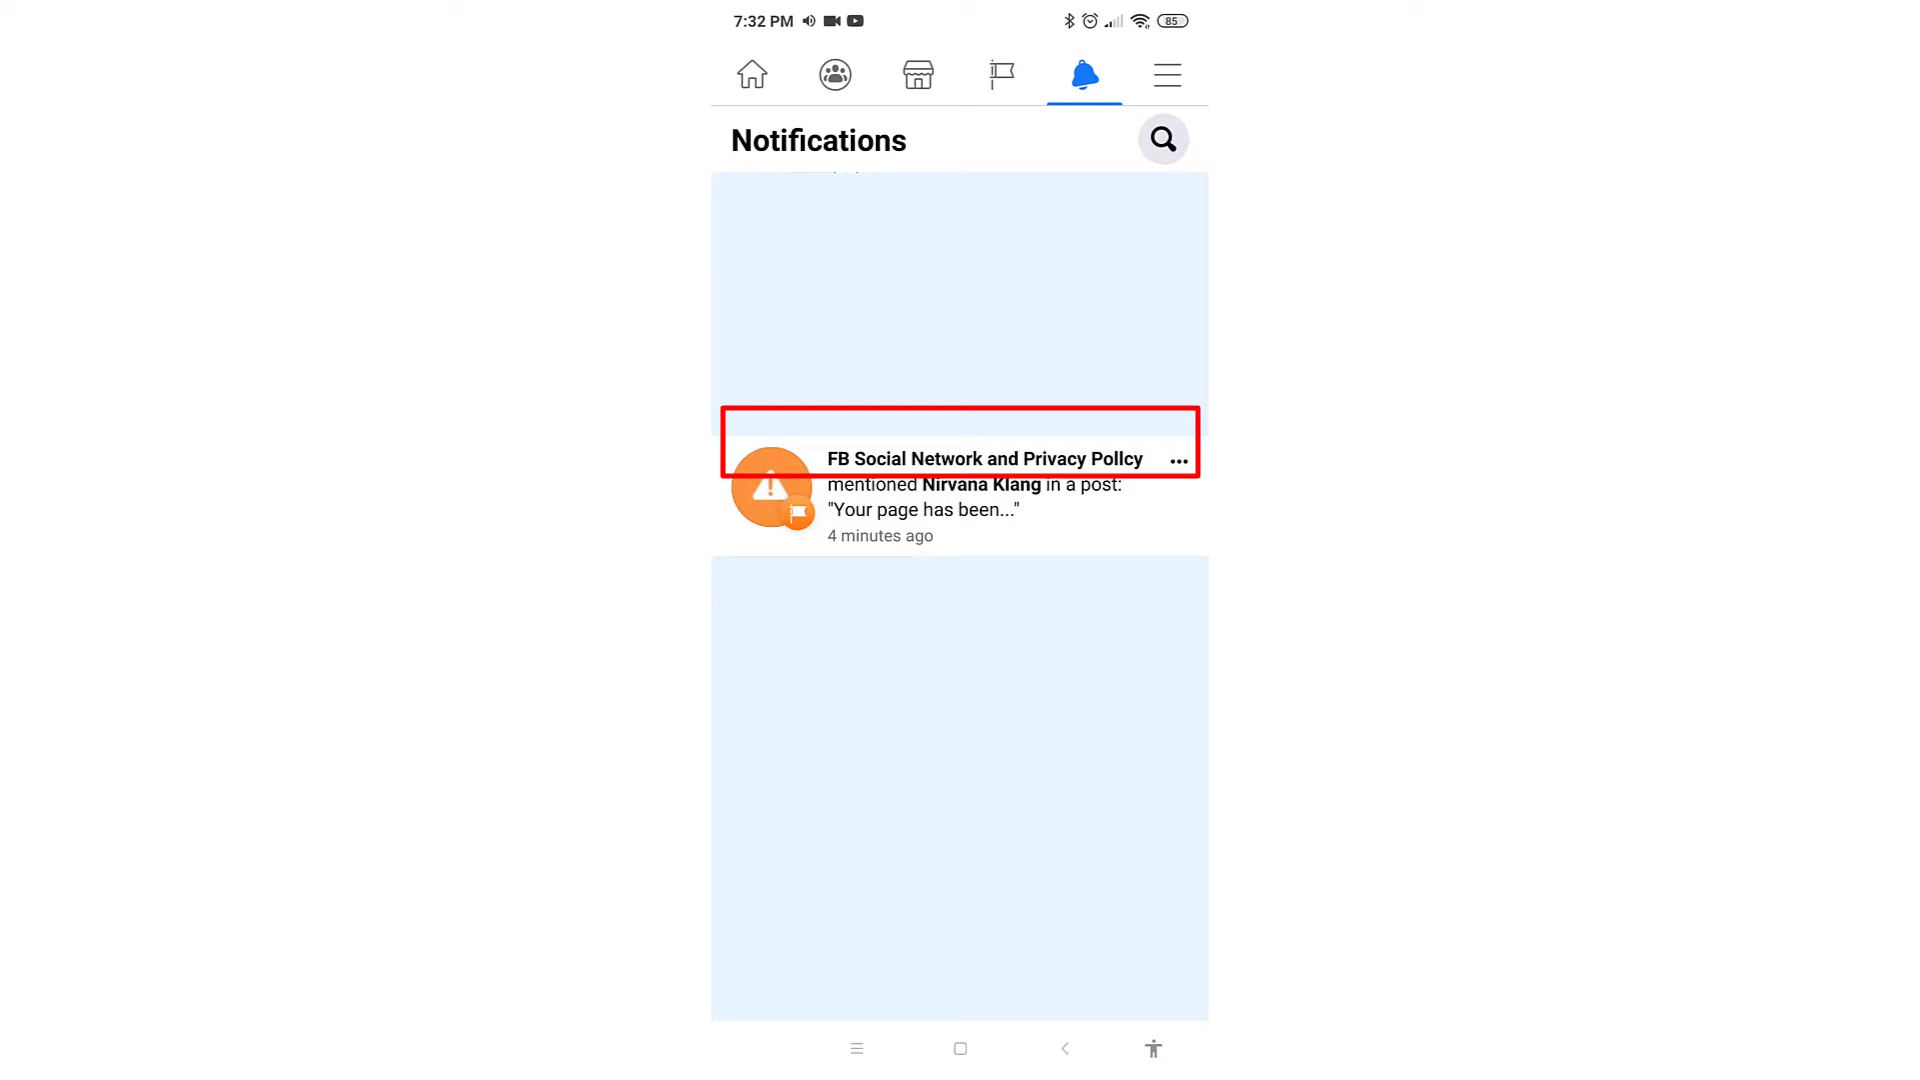 7:32 PM
85
Notifications
FB Social Network and Privacy Pollcy
mentioned Nirvana Klang in a post:
"Your page has been..."
4 minutes ago